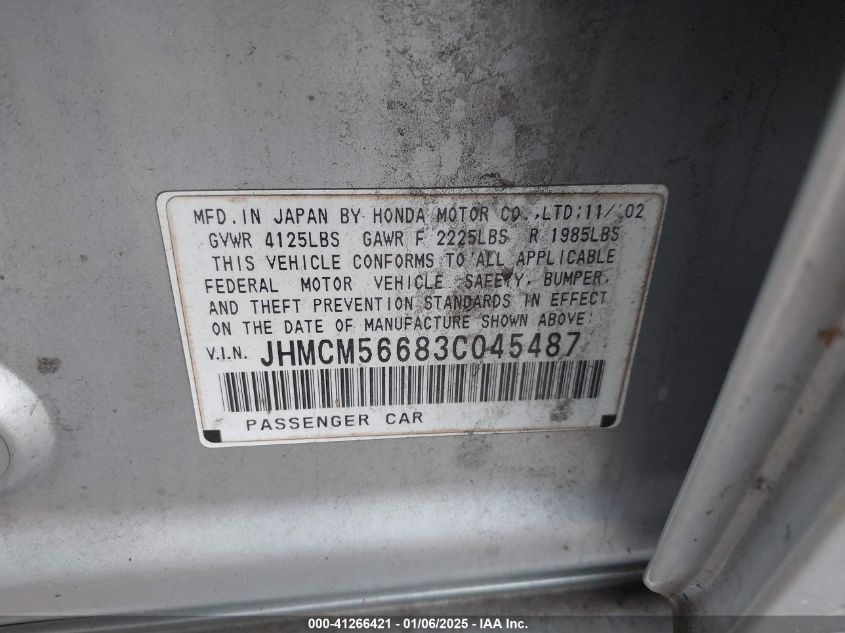 MFD. IN JAPAN BY HONDA MOTOR CO., LTD; 11/'02
GVWR 4125LBS GAWR F 2225LBS R 1985LBS
THIS VEHICLE CONFORMS TO ALL APPLICABLE
FEDERAL MOTOR VEHICLE SAFETY, BUMPER,
AND THEFT PREVENTION STANDARDS IN EFFECT
ON THE DATE OF MANUFACTURE SHOWN ABOVE:
V.I.N. JHMCM56683C045487
PASSENGER CAR
000-41266421 - 01/06/2025 - IAA Inc.